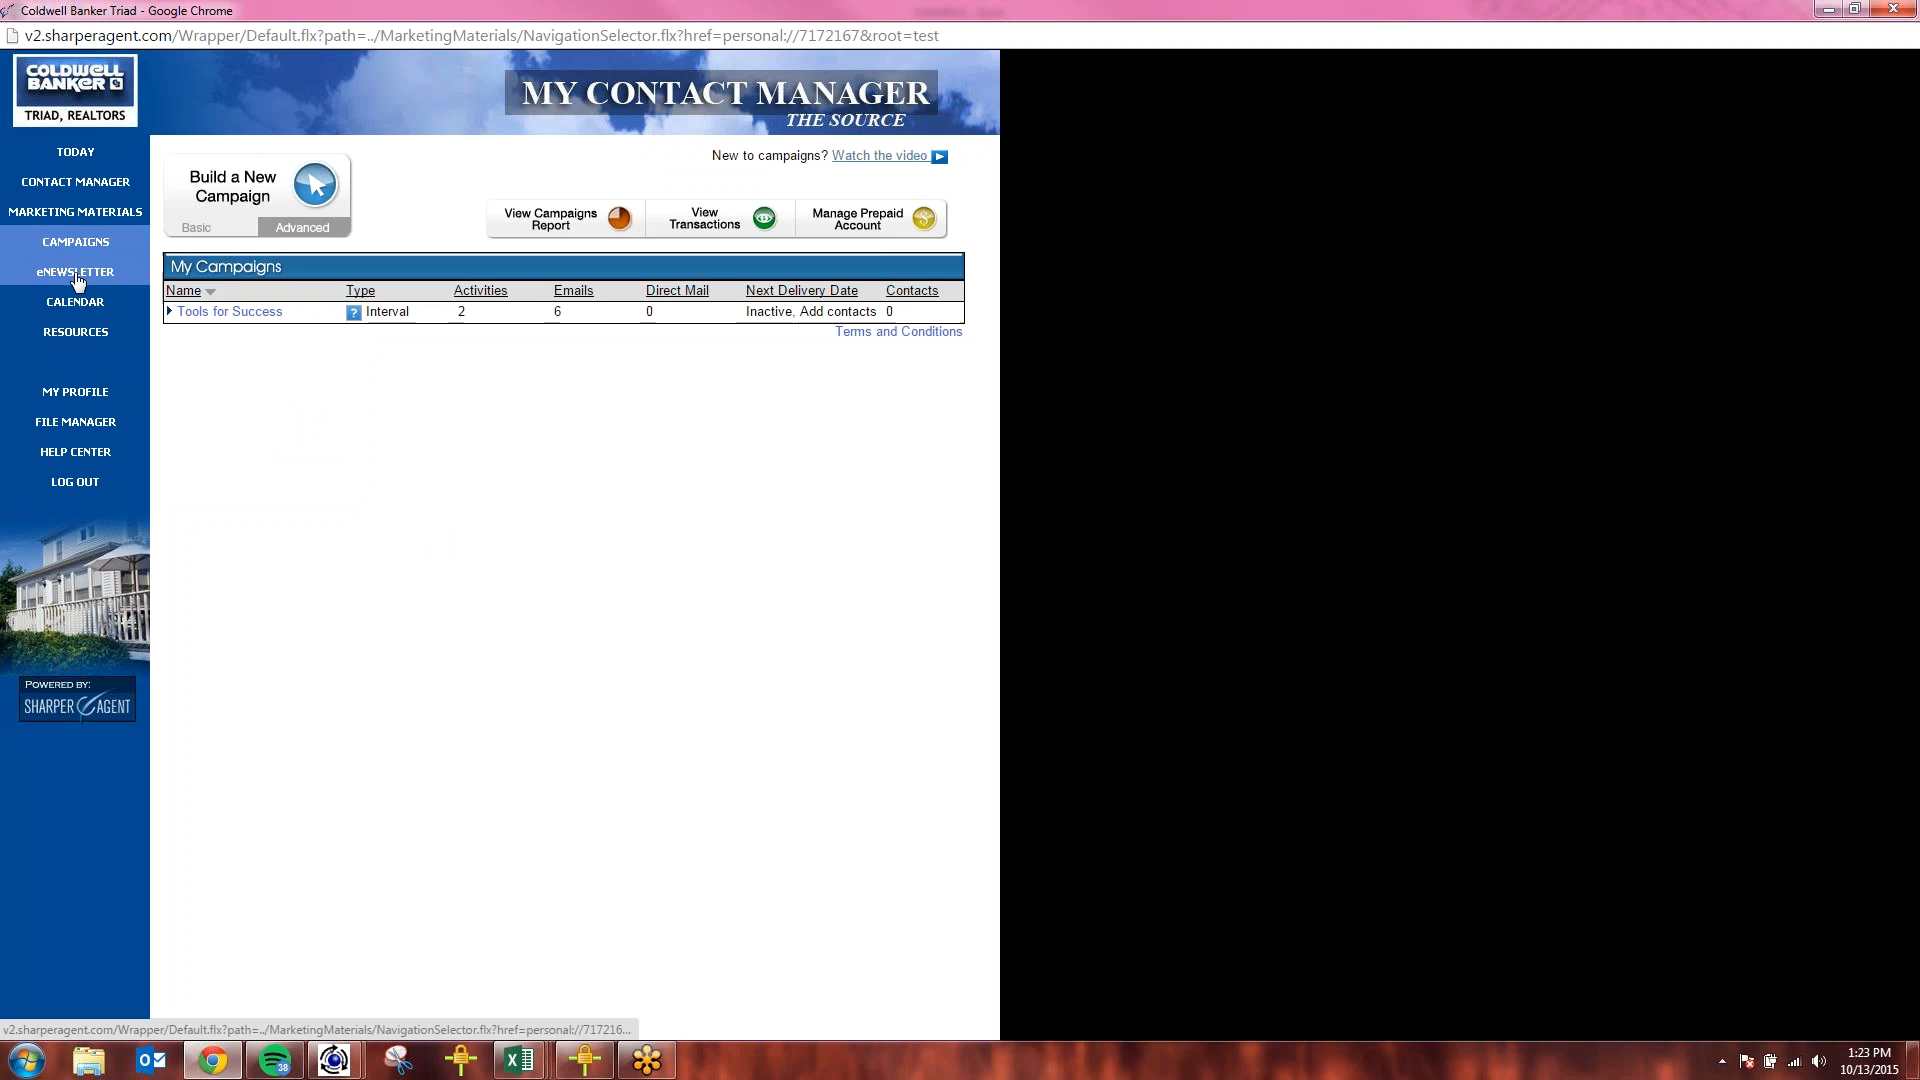 Coldwell Banker Triad - Google Chrome
v2.sharperagent.com/Wrapper/Default.flx?path=../MarketingMaterials/NavigationSelector.flx?href=personal://7172167&root=test
COLDWELL
BANKER
TRIAD, REALTORS
MY CONTACT MANAGER
THE SOURCE
TODAY
CONTACT MANAGER
MARKETING MATERIALS
CAMPAIGNS
eNEWSLETTER
CALENDAR
RESOURCES
MY PROFILE
FILE MANAGER
HELP CENTER
LOG OUT
POWERED BY:
SHARPER AGENT
New to campaigns? Watch the video
Build a New
Campaign
Basic Advanced
View Campaigns
Report
View
Transactions
Manage Prepaid
Account
My Campaigns
Name Type Activities Emails Direct Mail Next Delivery Date Contacts
Tools for Success ? Interval 2 6 0 Inactive, Add contacts 0
Terms and Conditions
v2.sharperagent.com/Wrapper/Default.flx?path=../MarketingMaterials/NavigationSelector.flx?href=personal://717216...
38
1:23 PM
10/13/2015